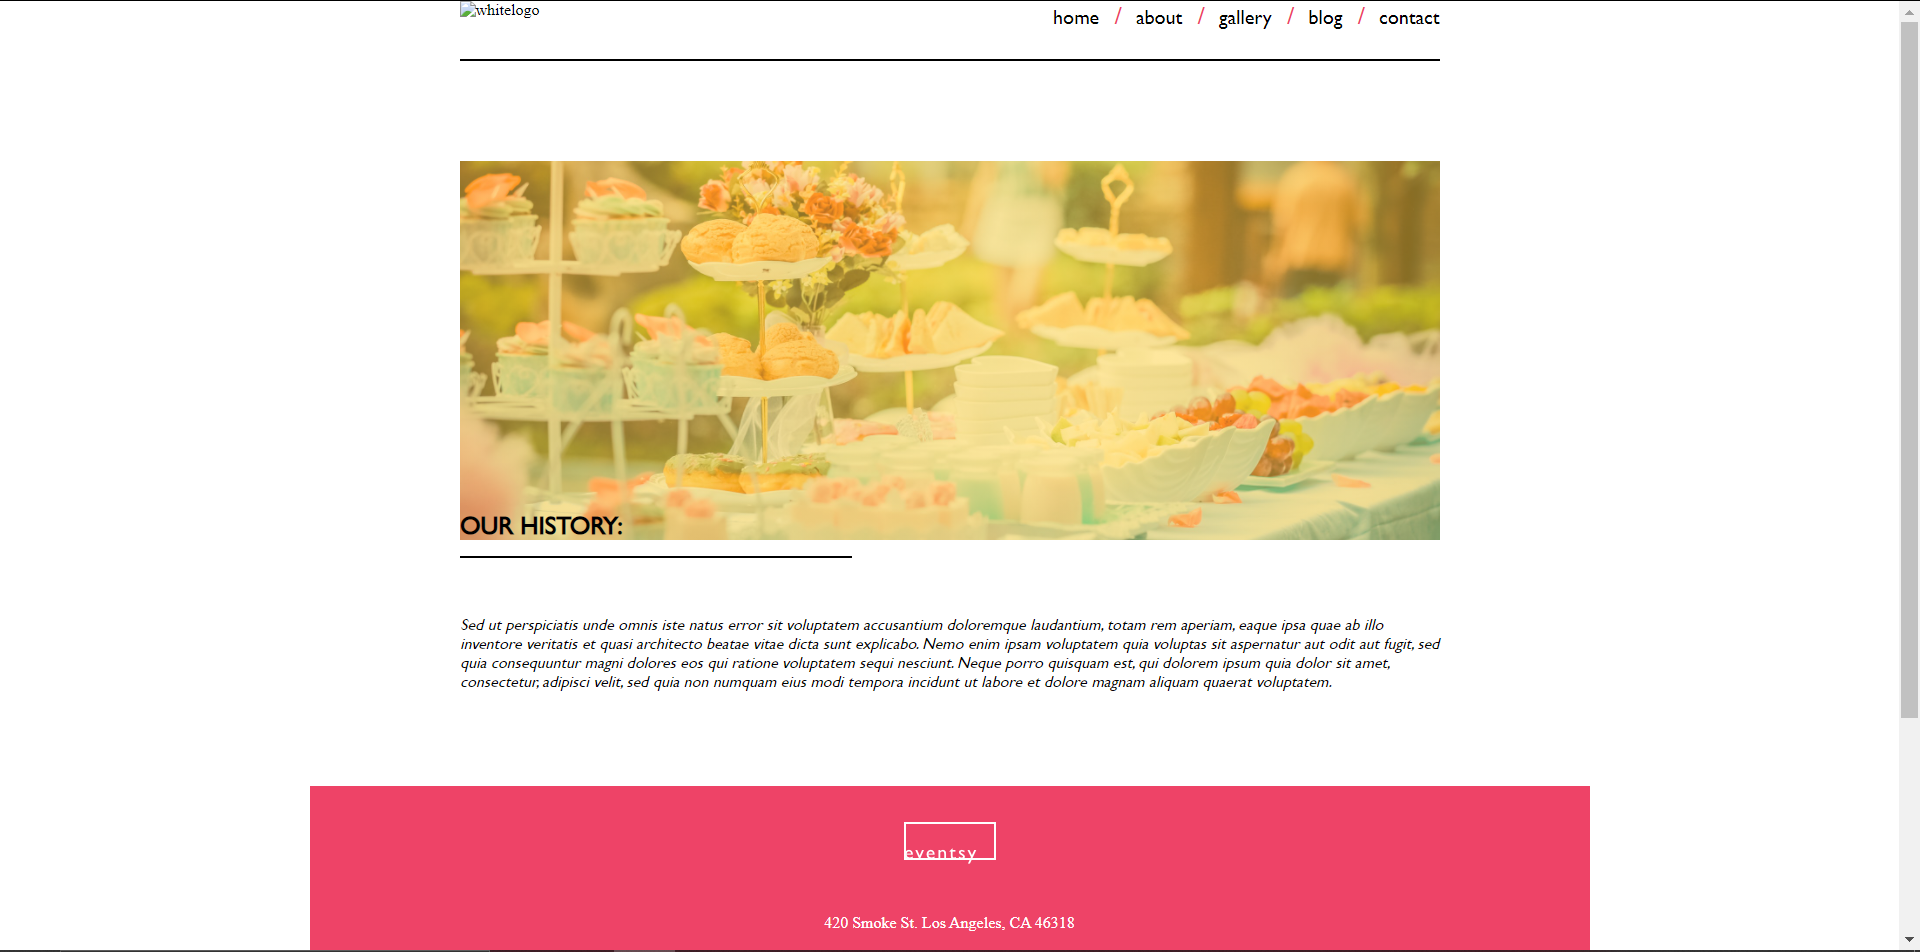 whitelogo
home / about / gallery / blog / contact
OUR HISTORY:
Sed ut perspiciatis unde omnis iste natus error sit voluptatem accusantium doloremque laudantium, totam rem aperiam, eaque ipsa quae ab illo
inventore veritatis et quasi architecto beatae vitae dicta sunt explicabo. Nemo enim ipsam voluptatem quia voluptas sit aspernatur aut odit aut fugit, sed
quia consequuntur magni dolores eos qui ratione voluptatem sequi nesciunt. Neque porro quisquam est, qui dolorem ipsum quia dolor sit amet,
consectetur, adipisci velit, sed quia non numquam eius modi tempora incidunt ut labore et dolore magnam aliquam quaerat voluptatem.
eventsy
420 Smoke St. Los Angeles, CA 46318